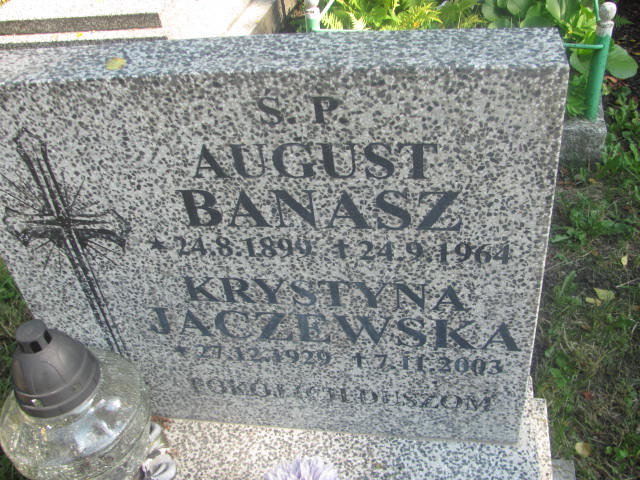 Ś. P.
AUGUST
BANASZ
* 24.8.1899 † 24.9.1964
KRYSTYNA
JACZEWSKA
* 27.12.1929 † 7.11.2003
POKÓJ ICH DUSZOM